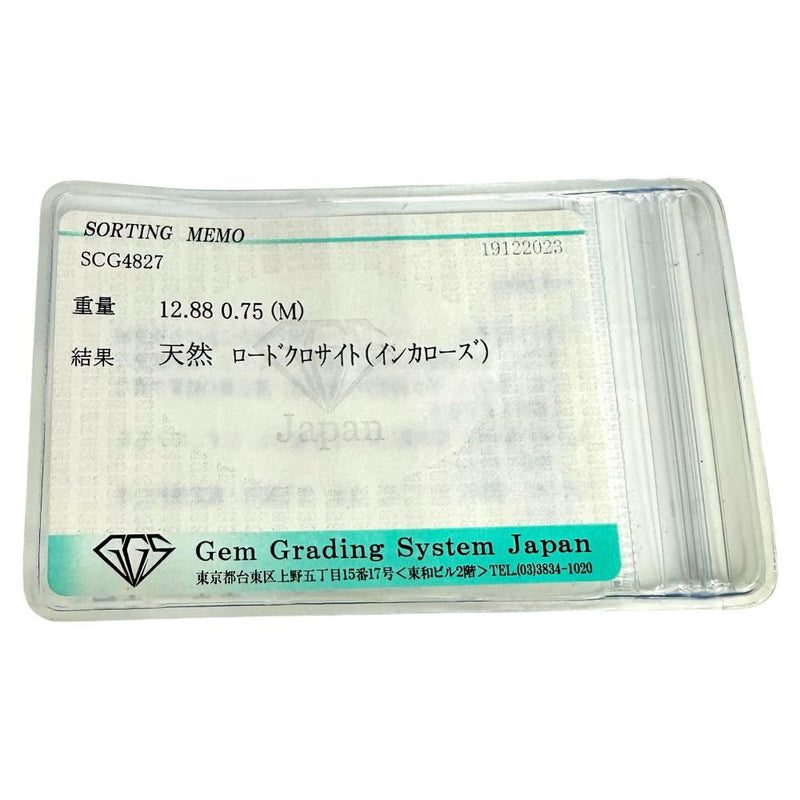 SORTING MEMO
19122023
SCG4827
重量 12.88 0.75 (M)
結果 天然 ロードクロサイト(インカローズ)
Japan
GGS
Gem Grading System Japan
東京都台東区上野五丁目15番17号<東和ビル2階>TEL.(03)3834-1020